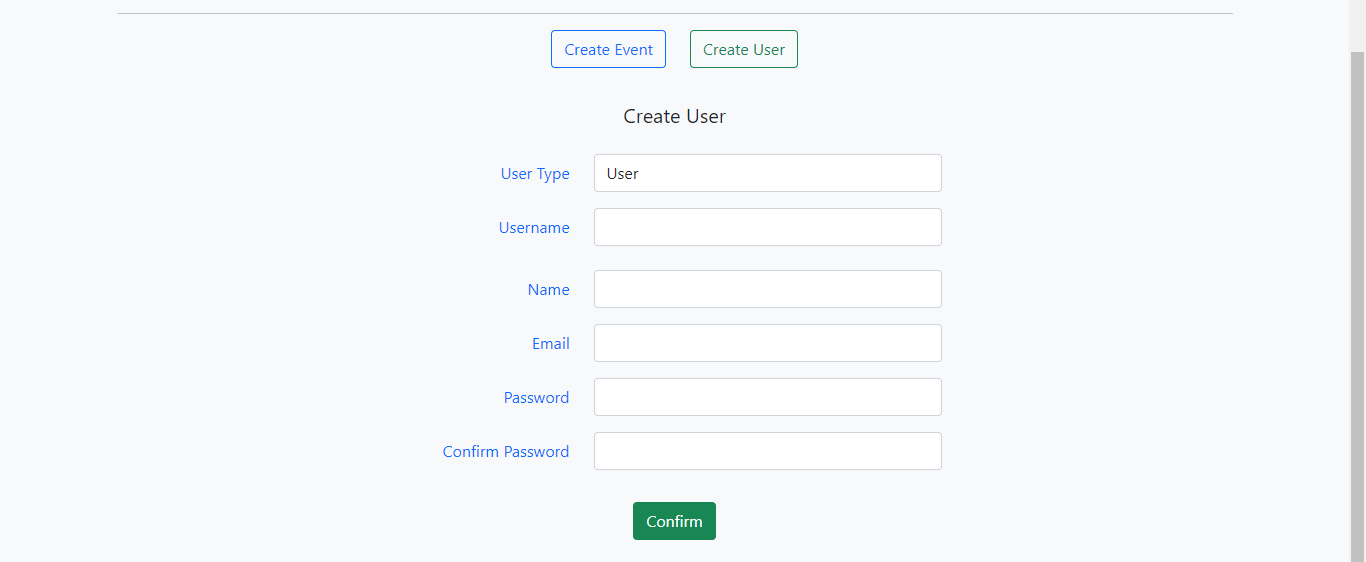 Create Event Create User
Create User
User Type User
Username
Name
Email
Password
Confirm Password
Confirm